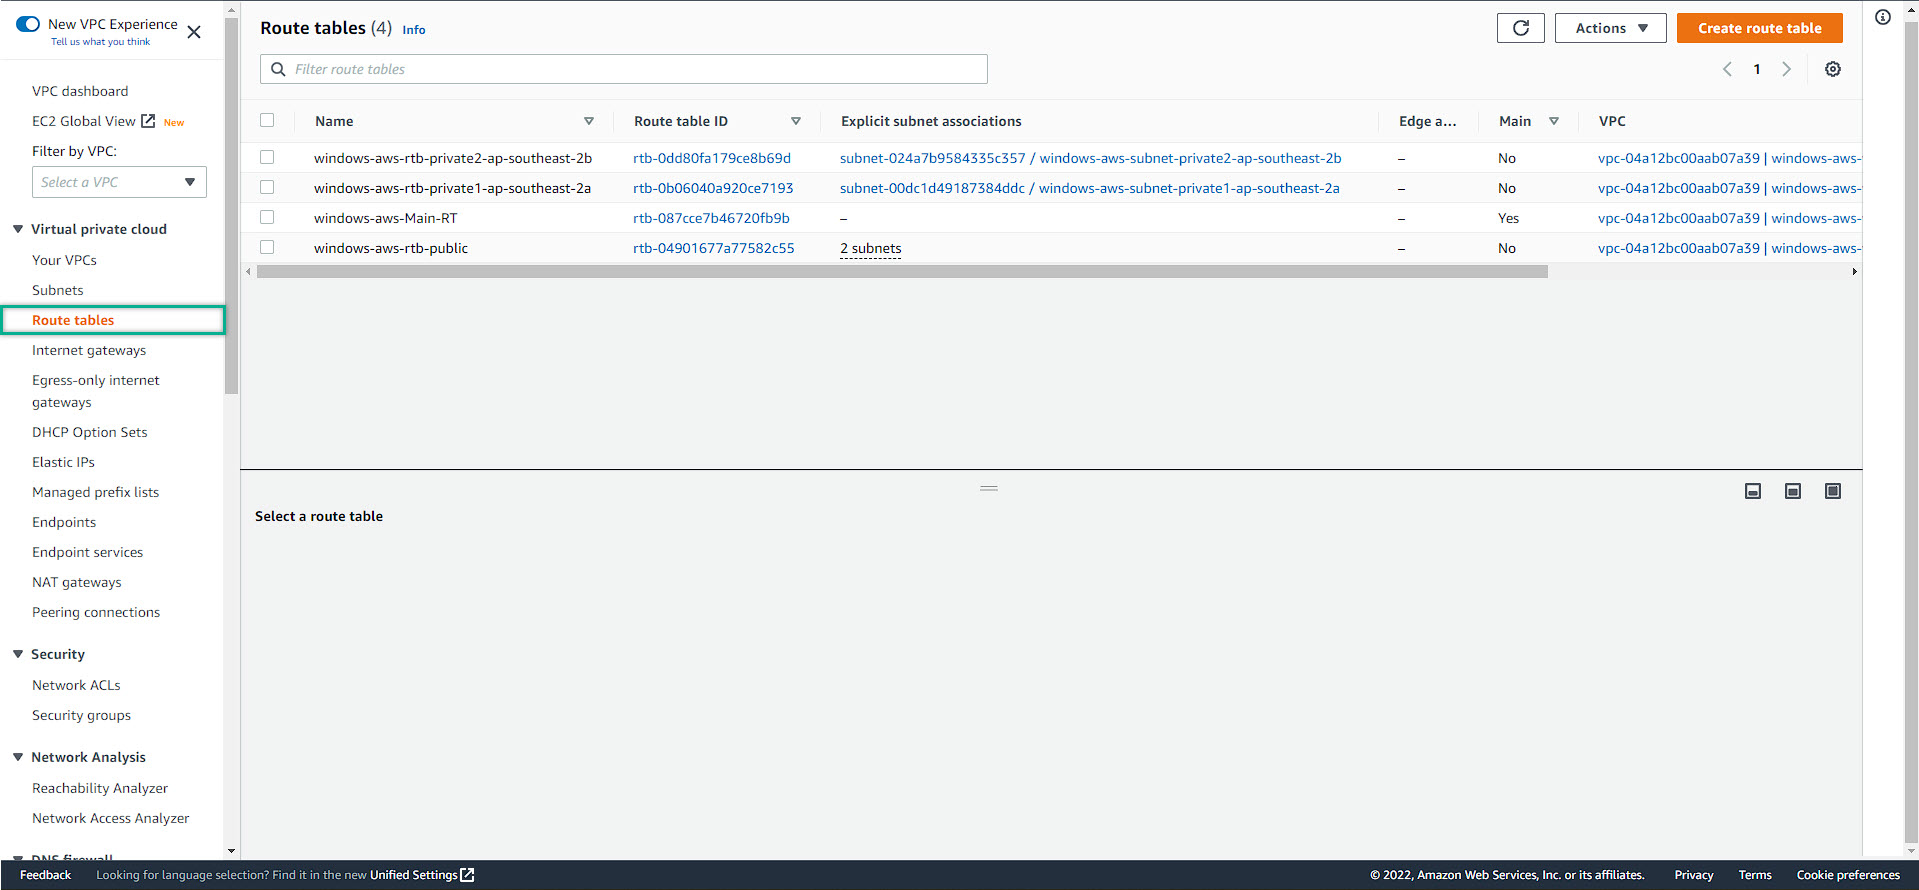 New VPC Experience
Tell us what you think
VPC dashboard
EC2 Global View New
Filter by VPC:
Select a VPC
Virtual private cloud
Your VPCs
Subnets
Route tables
Internet gateways
Egress-only internet
gateways
DHCP Option Sets
Elastic IPs
Managed prefix lists
Endpoints
Endpoint services
NAT gateways
Peering connections
Security
Network ACLs
Security groups
Network Analysis
Reachability Analyzer
Network Access Analyzer
DNS firewall
Route tables (4) Info
Actions
Create route table
Filter route tables
1
Name Route table ID Explicit subnet associations Edge a... Main VPC
windows-aws-rtb-private2-ap-southeast-2b rtb-0dd80fa179ce8b69d subnet-024a7b9584335c357 / windows-aws-subnet-private2-ap-southeast-2b – No vpc-04a12bc00aab07a39 | windows-aws-
windows-aws-rtb-private1-ap-southeast-2a rtb-0b06040a920ce7193 subnet-00dc1d49187384ddc / windows-aws-subnet-private1-ap-southeast-2a – No vpc-04a12bc00aab07a39 | windows-aws-
windows-aws-Main-RT rtb-087cce7b46720fb9b – – Yes vpc-04a12bc00aab07a39 | windows-aws-
windows-aws-rtb-public rtb-04901677a77582c55 2 subnets – No vpc-04a12bc00aab07a39 | windows-aws-
Select a route table
Feedback Looking for language selection? Find it in the new Unified Settings © 2022, Amazon Web Services, Inc. or its affiliates. Privacy Terms Cookie preferences